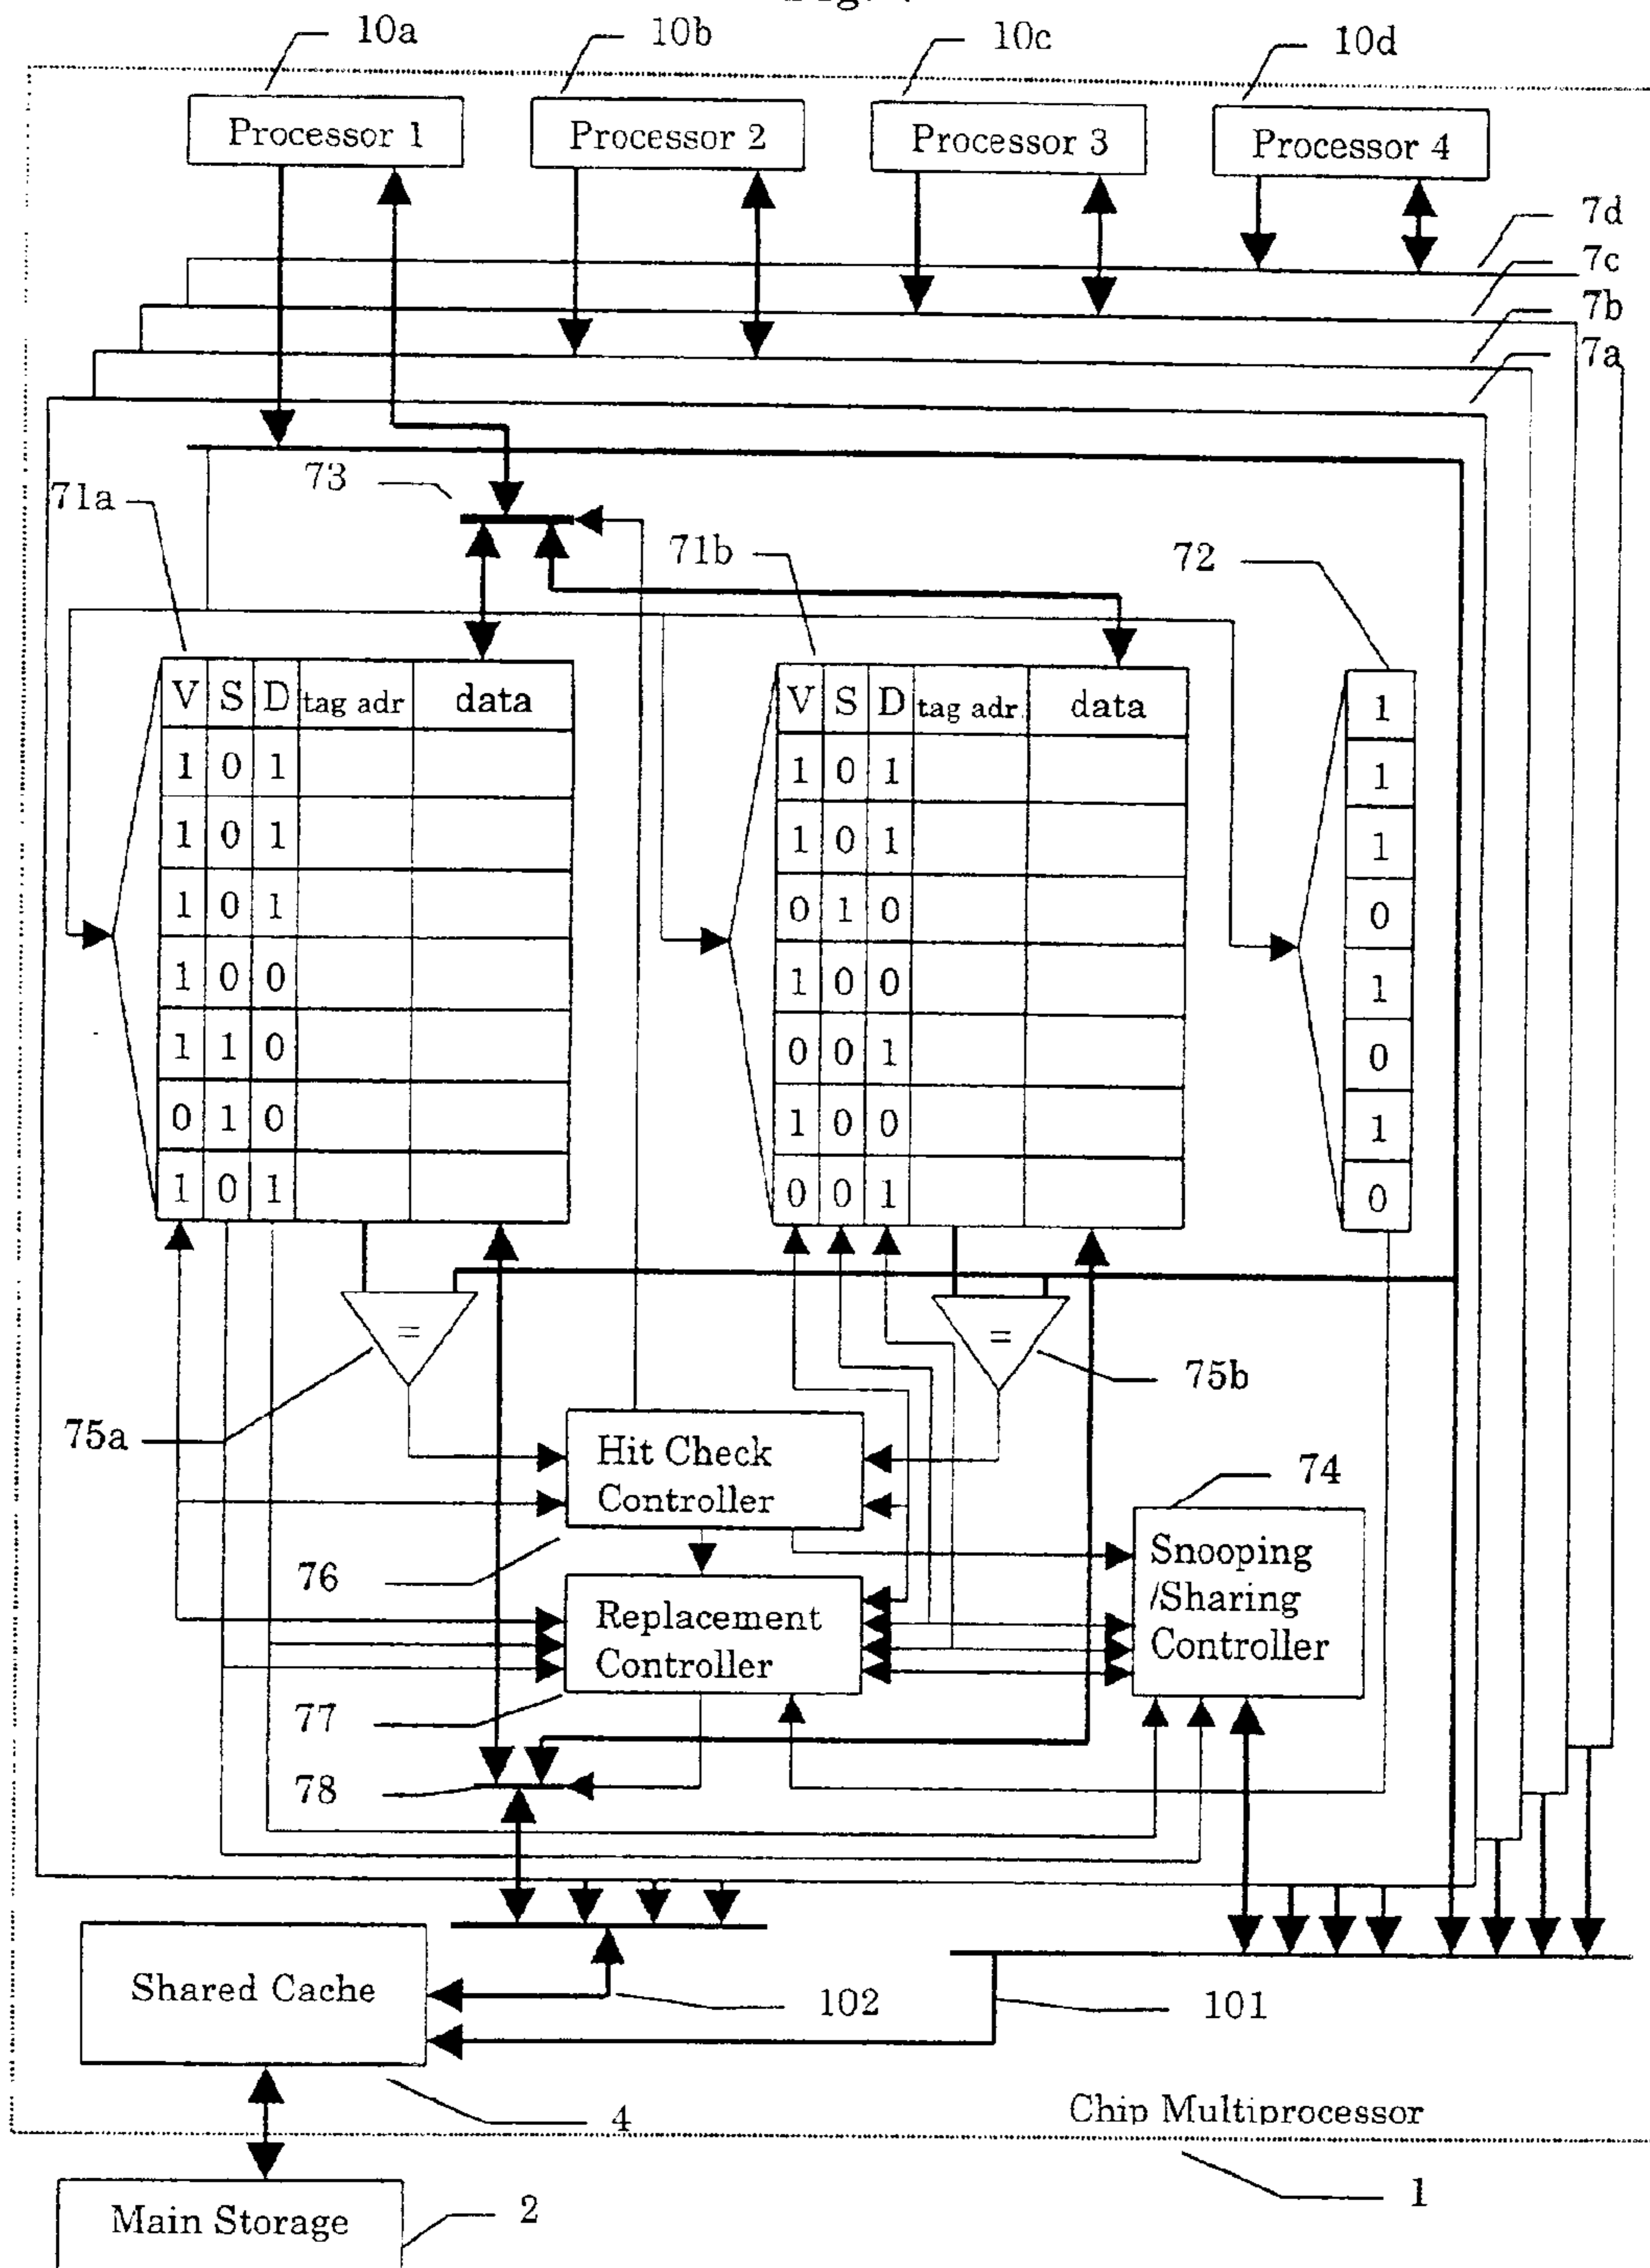 10a 10b 10c 10d
Processor 1 Processor 2 Processor 3 Processor 4
7d
7c
7b
7a
73
71a 71b 72
V S D tag adr data V S D tag adr data 1
1 0 1 1 0 1 1
1 0 1 1 0 1 1
1 0 1 0 1 0 0
1 0 0 1 0 0 1
1 1 0 0 0 1 0
0 1 0 1 0 0 1
1 0 1 0 0 1 0
= =
75b
75a
Hit Check
Controller
74
76
Snooping
/Sharing
Controller
Replacement
Controller
77
78
Shared Cache
102 101
4
Chip Multiprocessor
1
Main Storage
2